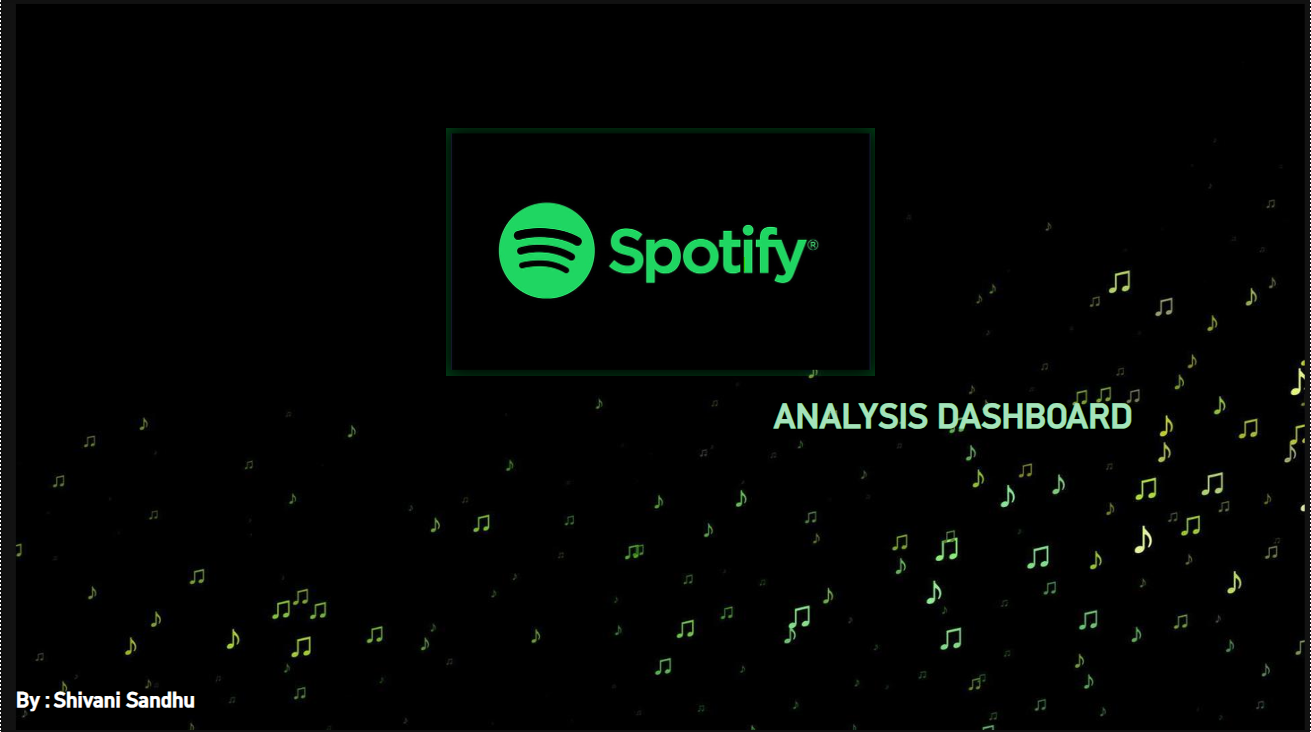 Spotify®
ANALYSIS DASHBOARD
By : Shivani Sandhu